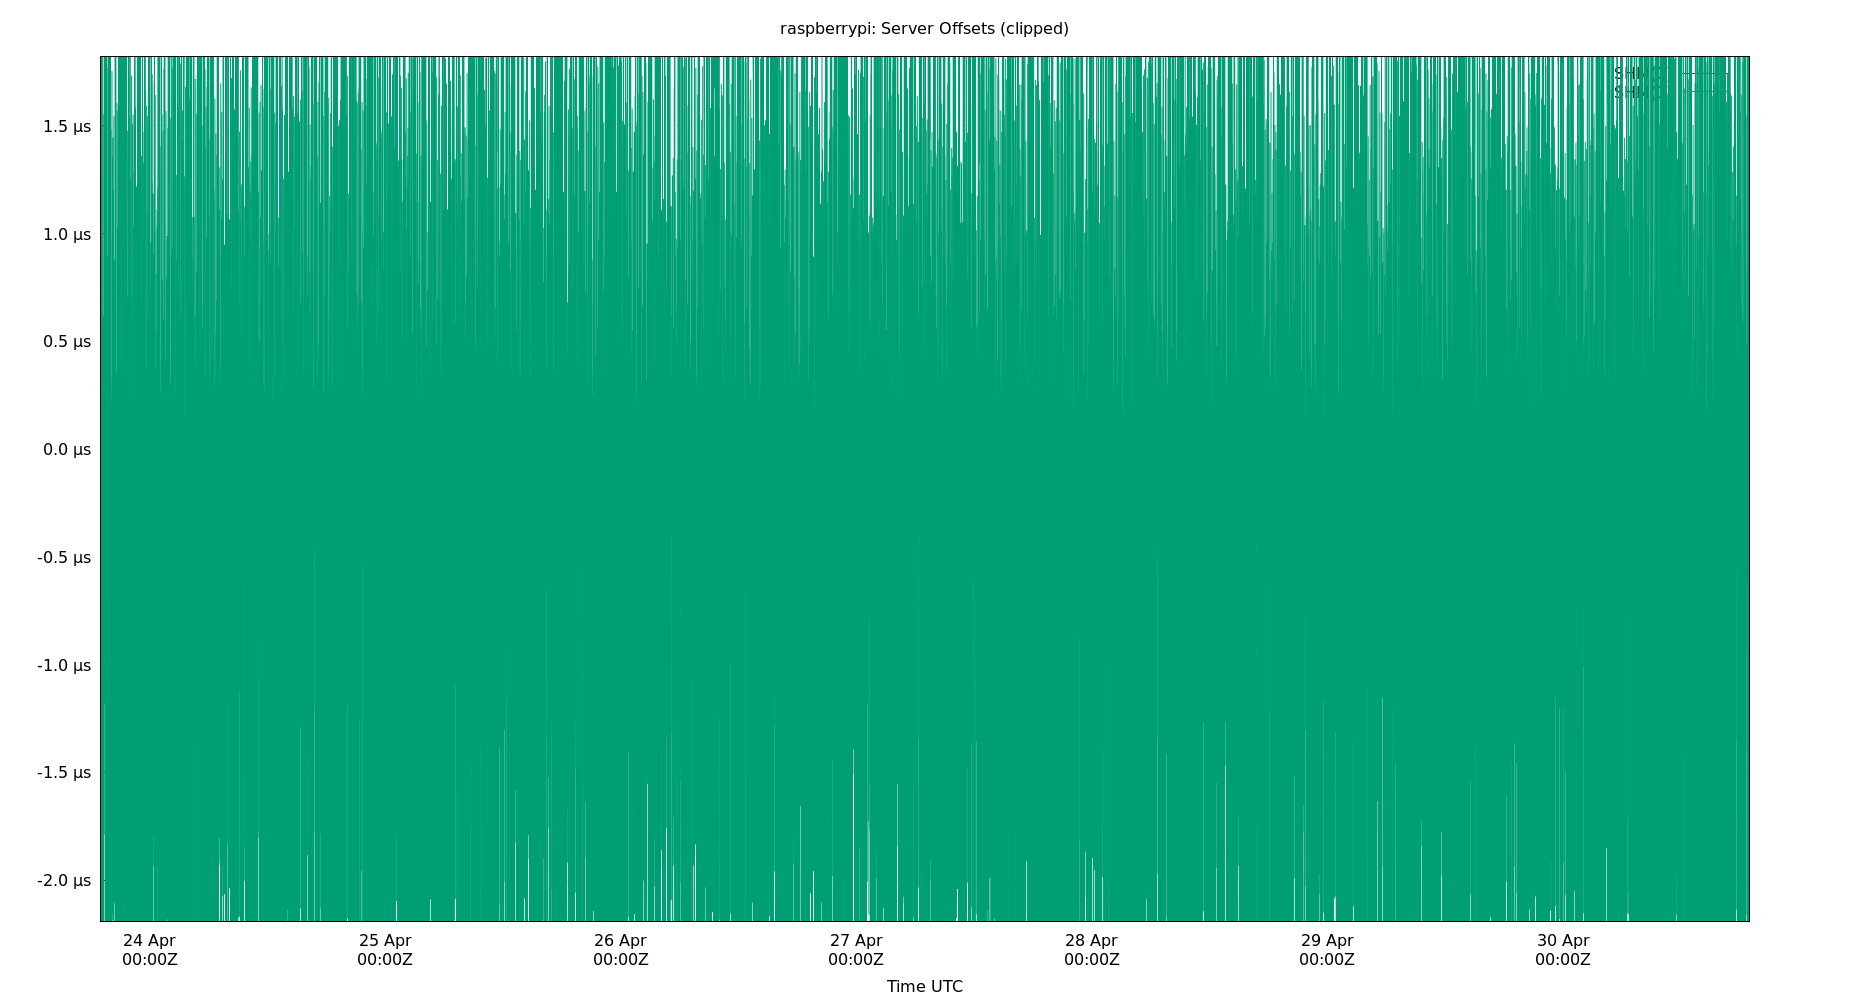 raspberrypi: Server Offsets (clipped)
1.5 µs
1.0 µs
0.5 µs
0.0 µs
-0.5 µs
-1.0 µs
-1.5 µs
-2.0 µs
24 Apr
00:00Z
25 Apr
00:00Z
26 Apr
00:00Z
27 Apr
00:00Z
28 Apr
00:00Z
29 Apr
00:00Z
30 Apr
00:00Z
Time UTC